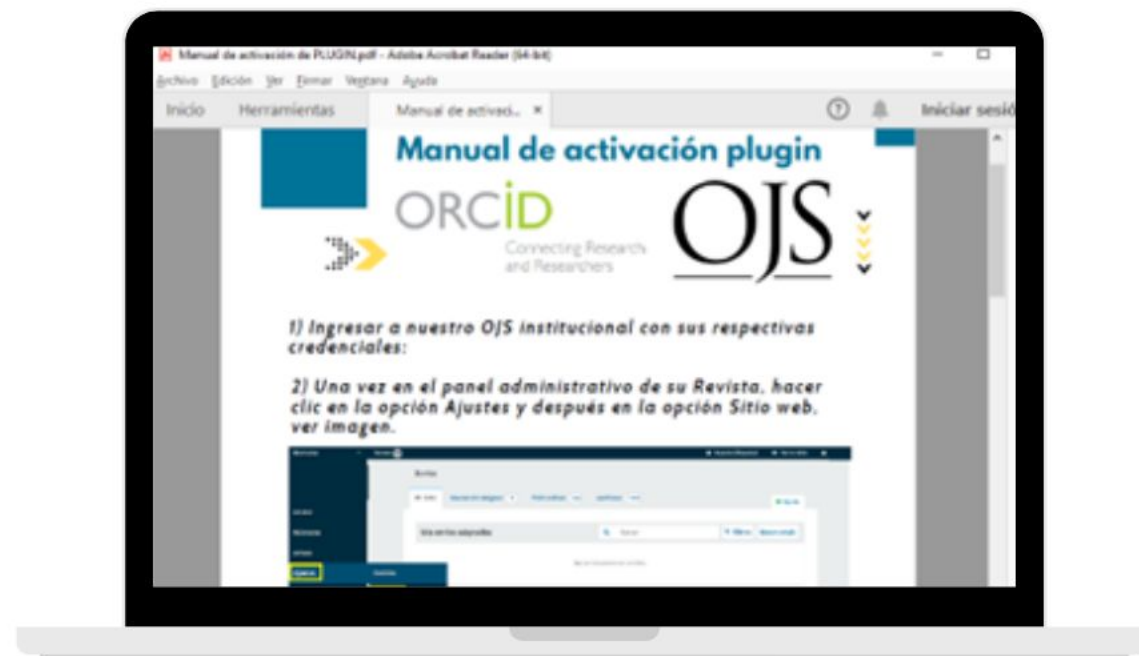 Manual de activación de PLUGIN.pdf - Adobe Acrobat Reader (64-bit)
Archivo Edición Ver Firmar Ventana Ayuda
Inicio Herramientas Manual de activaci... × Iniciar sesió
Manual de activación plugin
ORCiD OJS
Connecting Research
and Researchers
1) Ingresar a nuestro OJS institucional con sus respectivas
credenciales:
2) Una vez en el panel administrativo de su Revista, hacer
clic en la opción Ajustes y después en la opción Sitio web,
ver imagen.